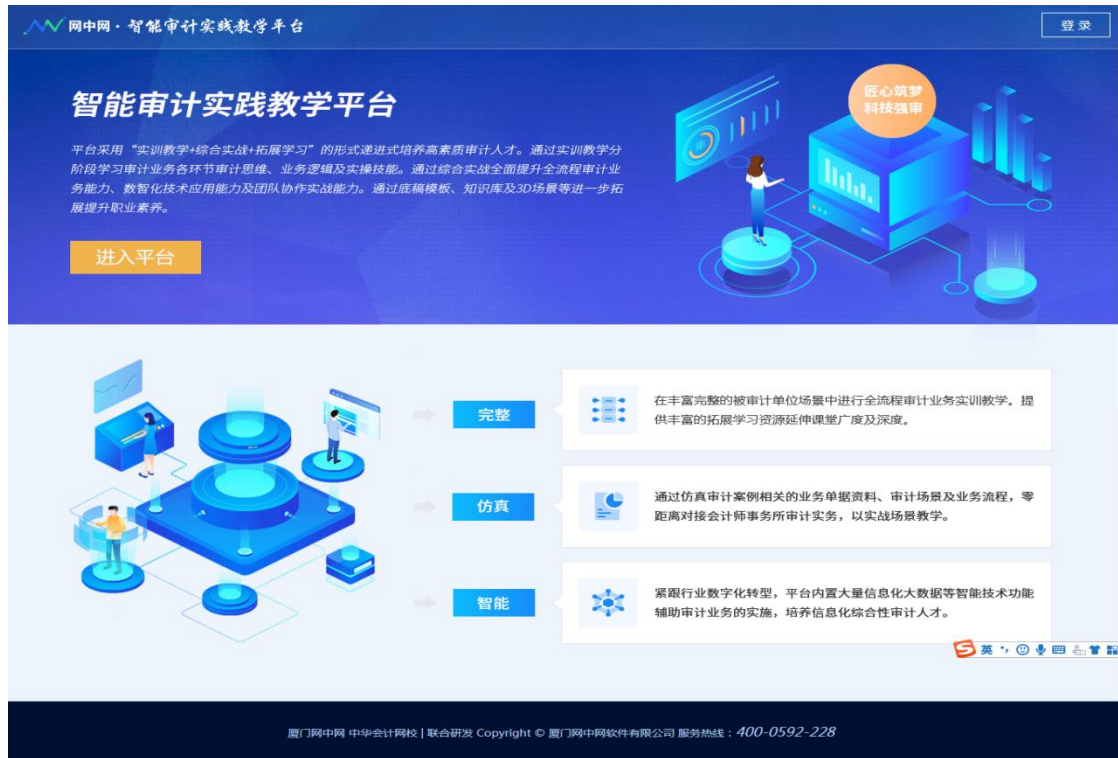 网中网·智能审计实践教学平台
登录
智能审计实践教学平台
匠心筑梦
科技强审
平台采用“实训教学+综合实战+拓展学习”的形式递进式培养高素质审计人才。通过实训教学分
阶段学习审计业务各环节审计思维、业务逻辑及实操技能。通过综合实战全面提升全流程审计业
务能力、数智化技术应用能力及团队协作实战能力。通过底稿模板、知识库及3D场景等进一步拓
展提升职业素养。
进入平台
完整
在丰富完整的被审计单位场景中进行全流程审计业务实训教学。提
供丰富的拓展学习资源延伸课堂广度及深度。
仿真
通过仿真审计案例相关的业务单据资料、审计场景及业务流程，零
距离对接会计师事务所审计实务，以实战场景教学。
智能
紧跟行业数字化转型，平台内置大量信息化大数据等智能技术功能
辅助审计业务的实施，培养信息化综合性审计人才。
英
厦门网中网 中华会计网校 | 联合研发 Copyright © 厦门网中网软件有限公司 服务热线：400-0592-228